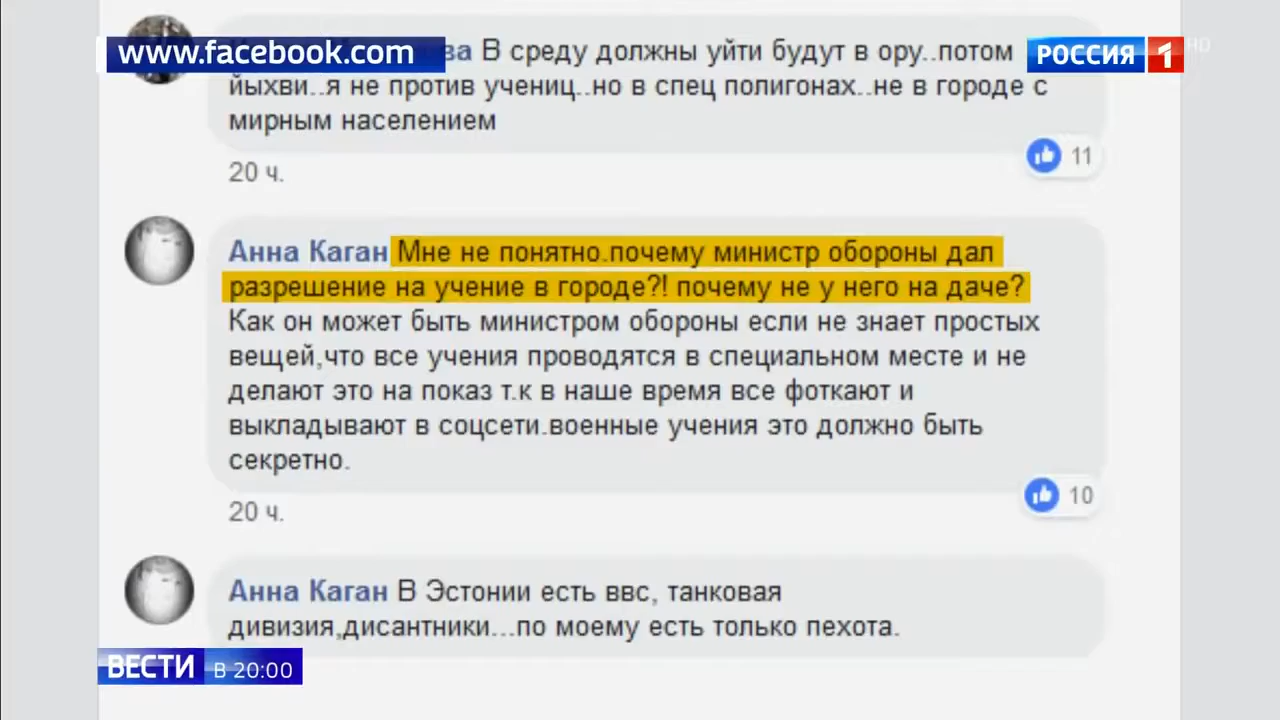 www.facebook.com
ва В среду должны уйти будут в ору..потом
РОССИЯ 1 HD
йыхви..я не против учениц..но в спец полигонах..не в городе с
мирным населением
11
20 ч.
Анна Каган Мне не понятно.почему министр обороны дал
разрешение на учение в городе?! почему не у него на даче?
Как он может быть министром обороны если не знает простых
вещей,что все учения проводятся в специальном месте и не
делают это на показ т.к в наше время все фоткают и
выкладывают в соцсети.военные учения это должно быть
секретно.
10
20 ч.
Анна Каган В Эстонии есть ввс, танковая
дивизия,дисантники...по моему есть только пехота.
ВЕСТИ В 20:00